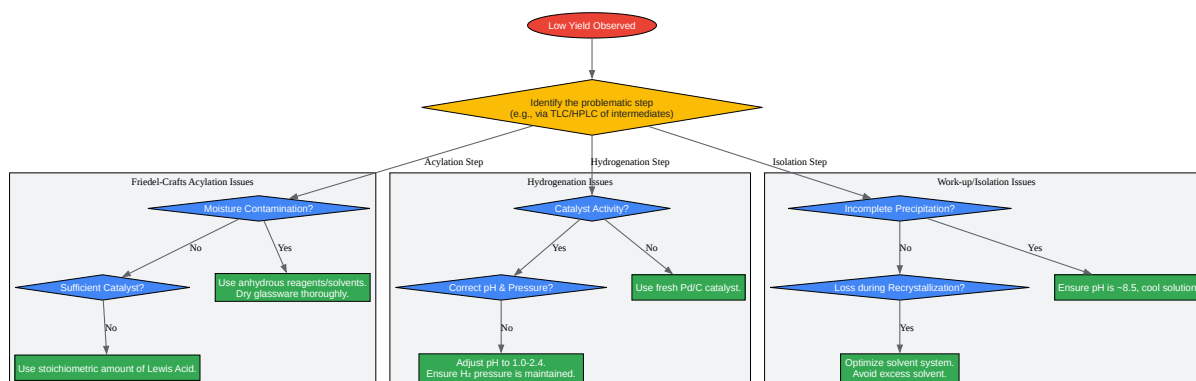 Low Yield Observed
Identify the problematic step
(e.g., via TLC/HPLC of intermediates)
Acylation Step
Hydrogenation Step
Isolation Step
Friedel-Crafts Acylation Issues
Hydrogenation Issues
Work-up/Isolation Issues
Moisture Contamination?
Catalyst Activity?
Incomplete Precipitation?
No
Yes
Yes
No
No
Yes
Sufficient Catalyst?
Use anhydrous reagents/solvents.
Dry glassware thoroughly.
Correct pH & Pressure?
Use fresh Pd/C catalyst.
Loss during Recrystallization?
Ensure pH is ~8.5, cool solution
No
No
Yes
Use stoichiometric amount of Lewis Acid.
Adjust pH to 1.0-2.4.
Ensure H₂ pressure is maintained.
Optimize solvent system.
Avoid excess solvent.